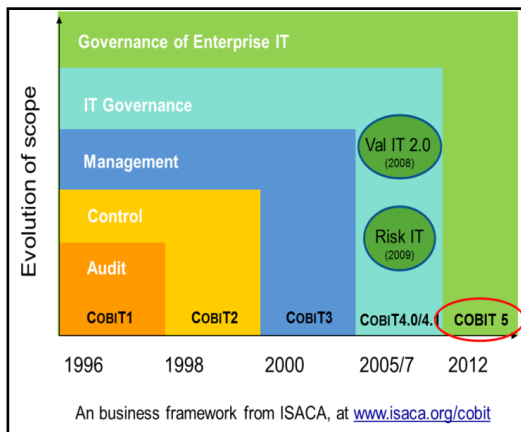 Governance of Enterprise IT
IT Governance
Val IT 2.0
(2008)
Management
Control
Risk IT
(2009)
Audit
COBIT1 COBIT2 COBIT3 COBIT4.0/4.1 COBIT 5
1996 1998 2000 2005/7 2012
Evolution of scope
An business framework from ISACA, at www.isaca.org/cobit